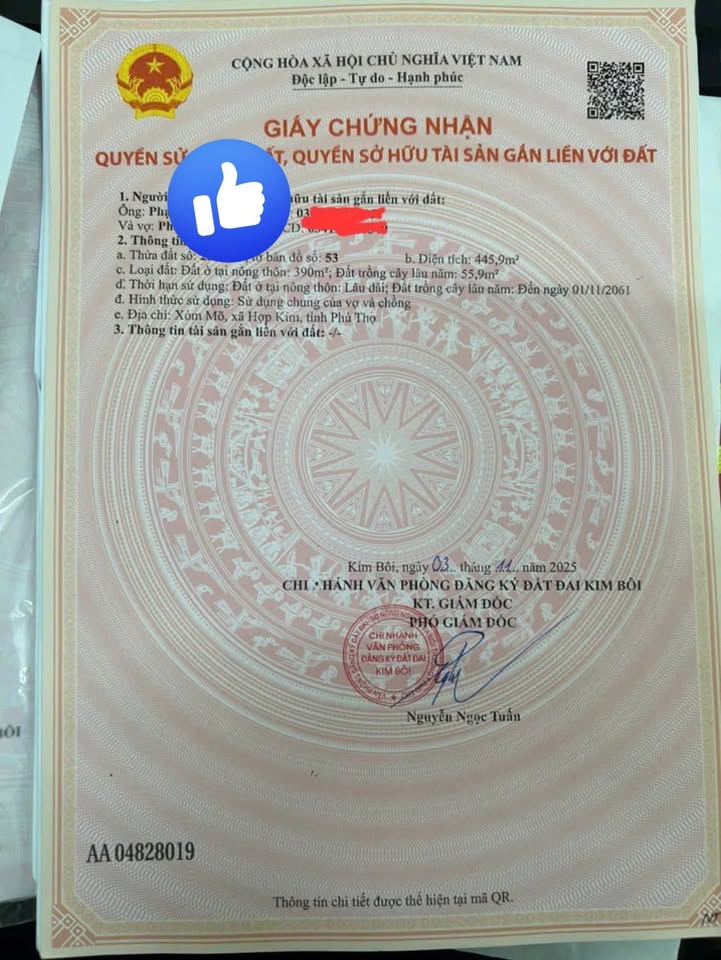 CỘNG HÒA XÃ HỘI CHỦ NGHĨA VIỆT NAM
Độc lập - Tự do - Hạnh phúc
GIẤY CHỨNG NHẬN
QUYỀN SỬ ĐẤT, QUYỀN SỞ HỮU TÀI SẢN GẮN LIỀN VỚI ĐẤT
1. Người hữu tài sản gắn liền với đất:
Ông:
Và vợ:
2. Thông tin
a. Thửa đất số: tờ bản đồ số: 53 b. Diện tích: 445,9m²
c. Loại đất: Đất ở tại nông thôn: 390m²; Đất trồng cây lâu năm: 55,9m²
d. Thời hạn sử dụng: Đất ở tại nông thôn: Lâu dài; Đất trồng cây lâu năm: Đến ngày 01/11/2061
đ. Hình thức sử dụng: Sử dụng chung của vợ và chồng
e. Địa chỉ: Xóm Mõ, xã Hợp Kim, tỉnh Phú Thọ
3. Thông tin tài sản gắn liền với đất: -/-
Kim Bôi, ngày 03.. tháng 11.. năm 2025
CHI NHÁNH VĂN PHÒNG ĐĂNG KÝ ĐẤT ĐAI KIM BÔI
KT. GIÁM ĐỐC
PHÓ GIÁM ĐỐC
CHI NHÁNH
VĂN PHÒNG
ĐĂNG KÝ ĐẤT ĐAI
KIM BÔI
Nguyễn Ngọc Tuấn
AA 04828019
Thông tin chi tiết được thể hiện tại mã QR.